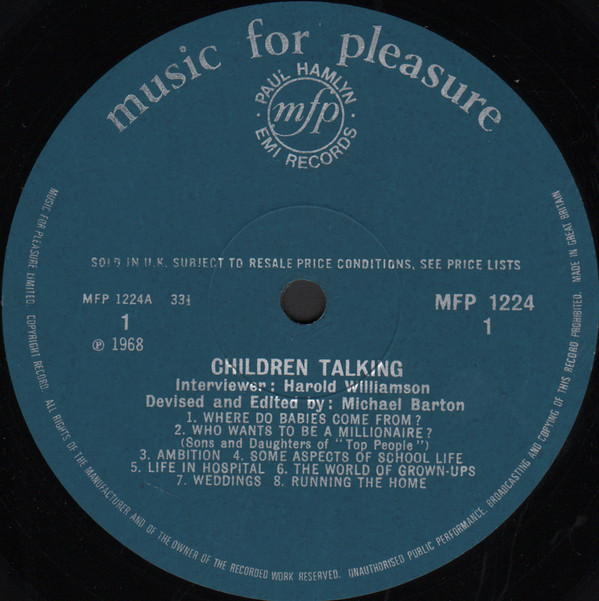 music for pleasure
PAUL HAMLYN
mfp
EMI RECORDS
SOLD IN U.K. SUBJECT TO RESALE PRICE CONDITIONS, SEE PRICE LISTS
MFP 1224A 33⅓
MFP 1224
1
1
℗ 1968
CHILDREN TALKING
Interviewer: Harold Williamson
Devised and Edited by: Michael Barton
1. WHERE DO BABIES COME FROM?
2. WHO WANTS TO BE A MILLIONAIRE?
(Sons and Daughters of "Top People")
3. AMBITION 4. SOME ASPECTS OF SCHOOL LIFE
5. LIFE IN HOSPITAL 6. THE WORLD OF GROWN-UPS
7. WEDDINGS 8. RUNNING THE HOME
MUSIC FOR PLEASURE LIMITED. COPYRIGHT RECORD. ALL RIGHTS OF THE MANUFACTURER AND OF THE OWNER OF THE RECORDED WORK RESERVED. UNAUTHORISED PUBLIC PERFORMANCE, BROADCASTING AND COPYING OF THIS RECORD PROHIBITED. MADE IN GREAT BRITAIN